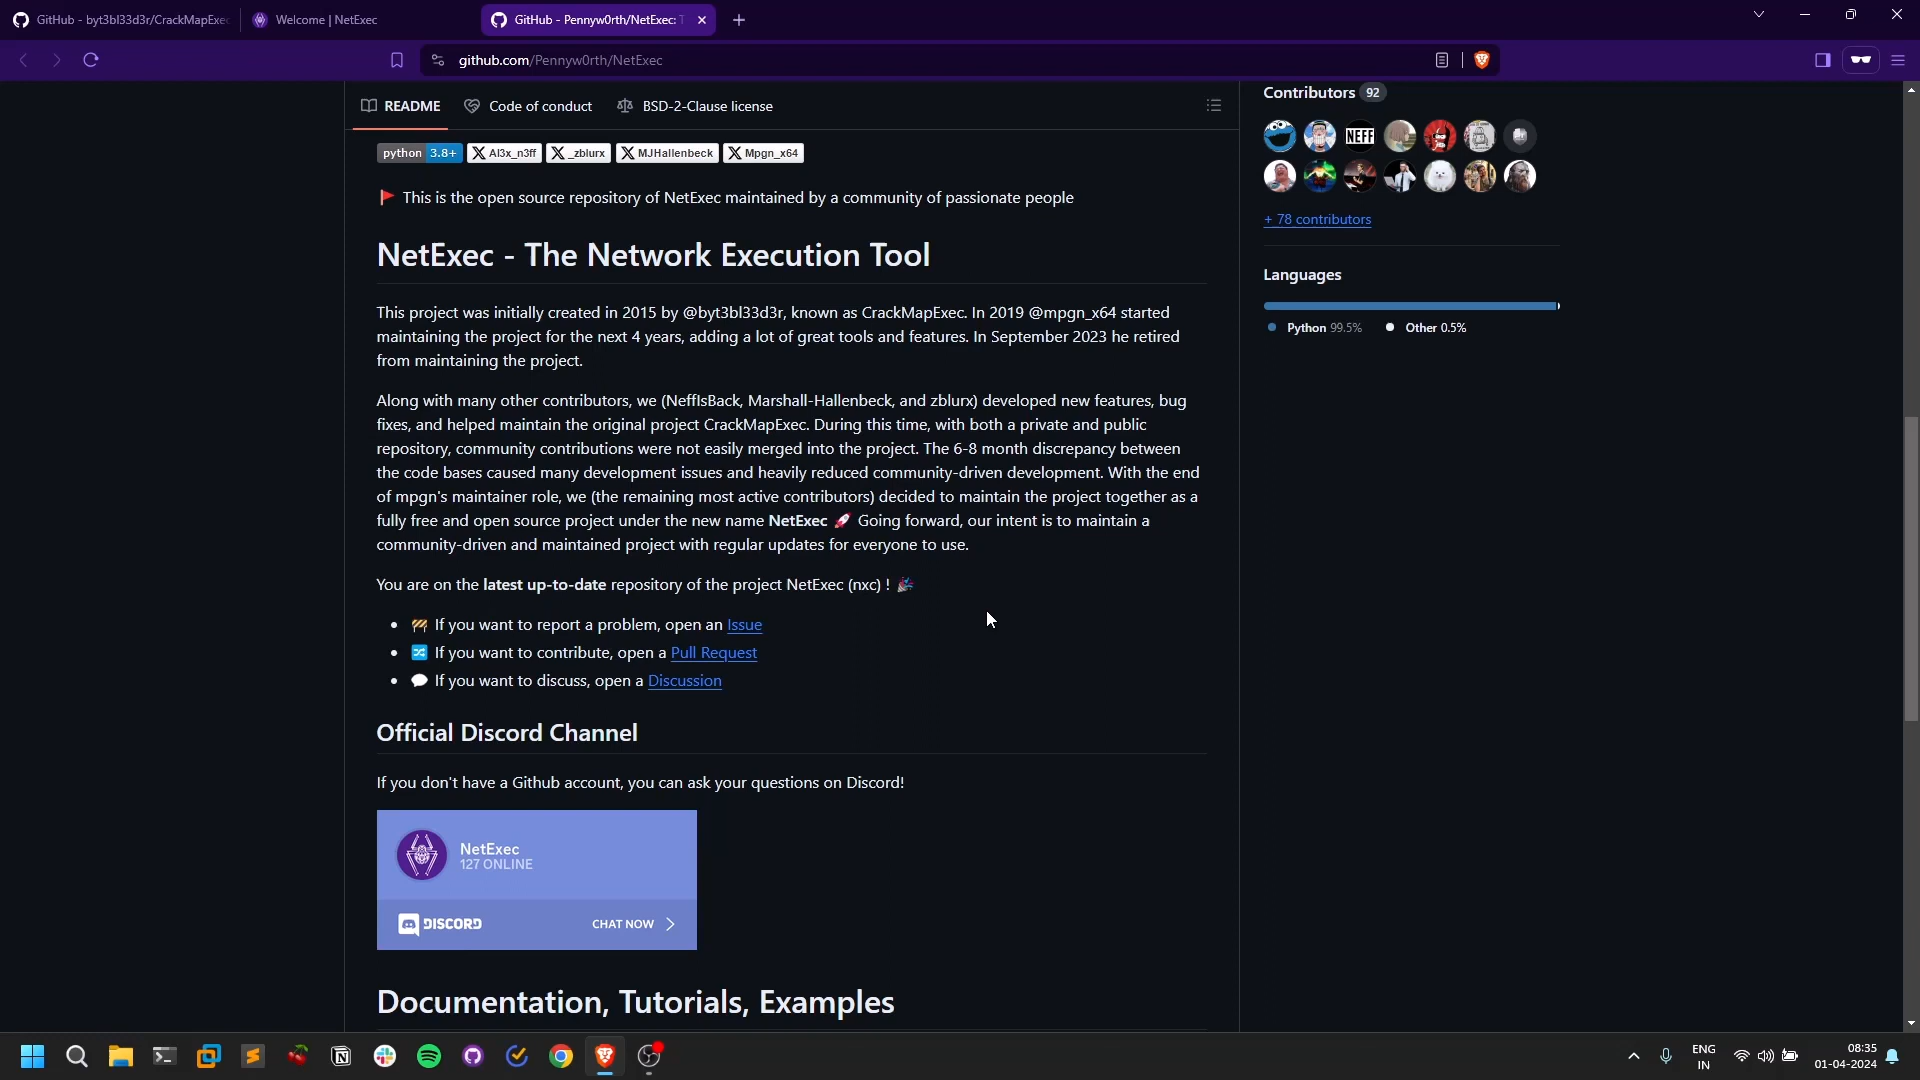 GitHub - byt3bl33d3r/CrackMapExec
Welcome | NetExec
GitHub - Pennyw0rth/NetExec: T
github.com/Pennyw0rth/NetExec
README
Code of conduct
BSD-2-Clause license
python 3.8+
Al3x_n3ff
_zblurx
MJHallenbeck
Mpgn_x64
🚩 This is the open source repository of NetExec maintained by a community of passionate people
NetExec - The Network Execution Tool
This project was initially created in 2015 by @byt3bl33d3r, known as CrackMapExec. In 2019 @mpgn_x64 started
maintaining the project for the next 4 years, adding a lot of great tools and features. In September 2023 he retired
from maintaining the project.
Along with many other contributors, we (NeffIsBack, Marshall-Hallenbeck, and zblurx) developed new features, bug
fixes, and helped maintain the original project CrackMapExec. During this time, with both a private and public
repository, community contributions were not easily merged into the project. The 6-8 month discrepancy between
the code bases caused many development issues and heavily reduced community-driven development. With the end
of mpgn's maintainer role, we (the remaining most active contributors) decided to maintain the project together as a
fully free and open source project under the new name NetExec 🚀 Going forward, our intent is to maintain a
community-driven and maintained project with regular updates for everyone to use.
You are on the latest up-to-date repository of the project NetExec (nxc) ! 🎉
• 🚧 If you want to report a problem, open an Issue
• 🔀 If you want to contribute, open a Pull Request
• 💬 If you want to discuss, open a Discussion
Official Discord Channel
If you don't have a Github account, you can ask your questions on Discord!
NetExec
127 ONLINE
DISCORD
CHAT NOW
Documentation, Tutorials, Examples
Contributors 92
NEFF
+ 78 contributors
Languages
Python 99.5%
Other 0.5%
ENG
IN
08:35
01-04-2024